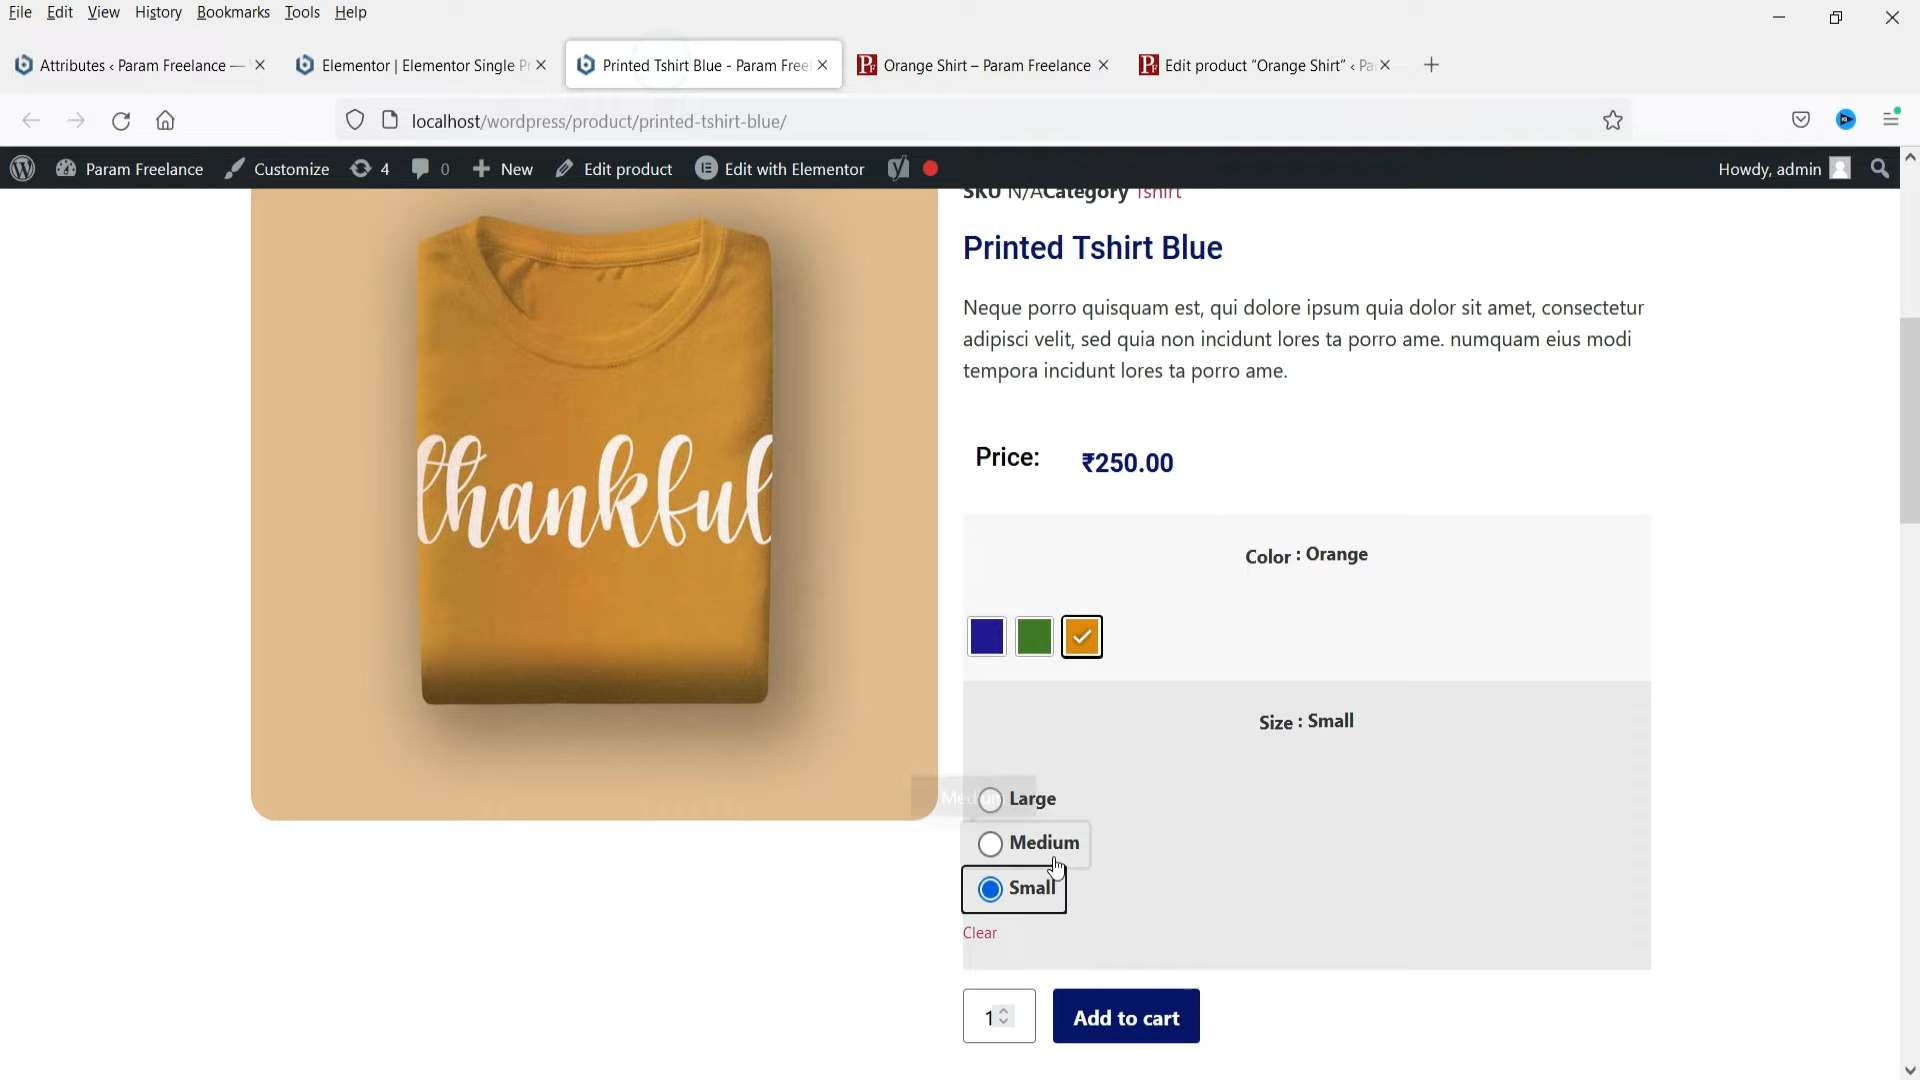 File Edit View History Bookmarks Tools Help
Attributes ‹ Param Freelance —
Elementor | Elementor Single Pr
Printed Tshirt Blue - Param Free
Orange Shirt – Param Freelance
Edit product “Orange Shirt” ‹ Pa
localhost/wordpress/product/printed-tshirt-blue/
Param Freelance Customize 4 0 New Edit product Edit with Elementor Howdy, admin
SKU N/ACategory Tshirt
Printed Tshirt Blue
Neque porro quisquam est, qui dolore ipsum quia dolor sit amet, consectetur
adipisci velit, sed quia non incidunt lores ta porro ame. numquam eius modi
tempora incidunt lores ta porro ame.
thankful
Price: ₹250.00
Color : Orange
Size : Small
Large
Medium
Small
Clear
1 Add to cart